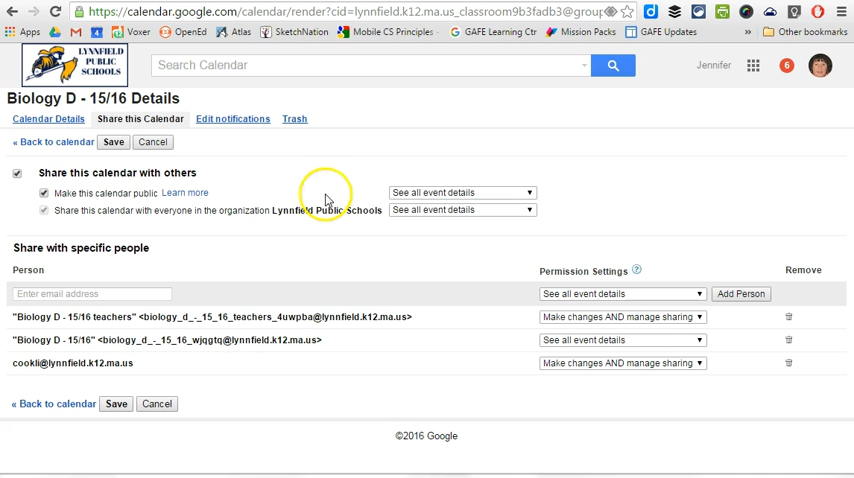 https://calendar.google.com/calendar/render?cid=lynnfield.k12.ma.us_classroom9b3fadb3@group
Apps Voxer OpenEd Atlas SketchNation Mobile CS Principles GAFE Learning Ctr Mission Packs GAFE Updates » Other bookmarks
LYNNFIELD
PUBLIC
SCHOOLS
Search Calendar Jennifer 6
Biology D - 15/16 Details
Calendar Details Share this Calendar Edit notifications Trash
« Back to calendar Save Cancel
Share this calendar with others
Make this calendar public Learn more See all event details
Share this calendar with everyone in the organization Lynnfield Public Schools See all event details
Share with specific people
Person Permission Settings ? Remove
Enter email address See all event details Add Person
"Biology D - 15/16 teachers" <biology_d_-_15_16_teachers_4uwpba@lynnfield.k12.ma.us> Make changes AND manage sharing
"Biology D - 15/16" <biology_d_-_15_16_wjqgtq@lynnfield.k12.ma.us> See all event details
cookli@lynnfield.k12.ma.us Make changes AND manage sharing
« Back to calendar Save Cancel
©2016 Google